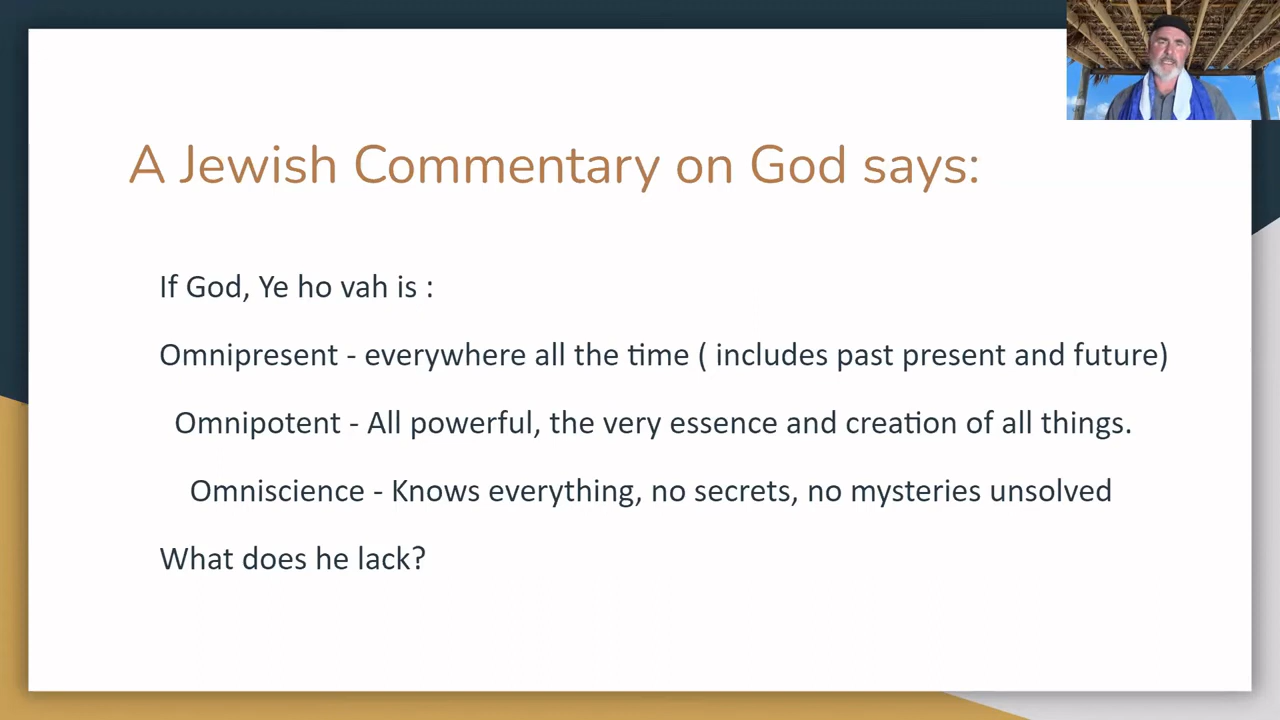 A Jewish Commentary on God says:
If God, Ye ho vah is :
Omnipresent - everywhere all the time ( includes past present and future)
Omnipotent - All powerful, the very essence and creation of all things.
Omniscience - Knows everything, no secrets, no mysteries unsolved
What does he lack?